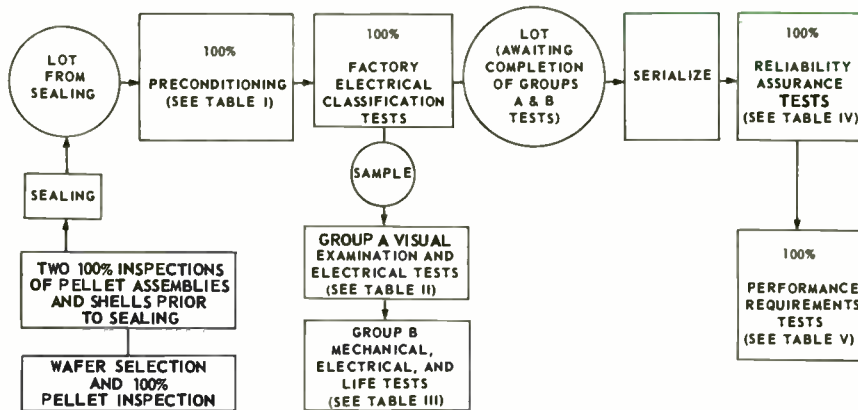 LOT
FROM
SEALING
100%
PRECONDITIONING
(SEE TABLE I)
100%
FACTORY
ELECTRICAL
CLASSIFICATION
TESTS
LOT
(AWAITING
COMPLETION
OF GROUPS
A & B
TESTS)
SERIALIZE
100%
RELIABILITY
ASSURANCE
TESTS
(SEE TABLE IV)
SEALING
TWO 100% INSPECTIONS
OF PELLET ASSEMBLIES
AND SHELLS PRIOR
TO SEALING
WAFER SELECTION
AND 100%
PELLET INSPECTION
SAMPLE
GROUP A VISUAL
EXAMINATION AND
ELECTRICAL TESTS
(SEE TABLE II)
GROUP B
MECHANICAL,
ELECTRICAL, AND
LIFE TESTS
(SEE TABLE III)
100%
PERFORMANCE
REQUIREMENTS
TESTS
(SEE TABLE V)